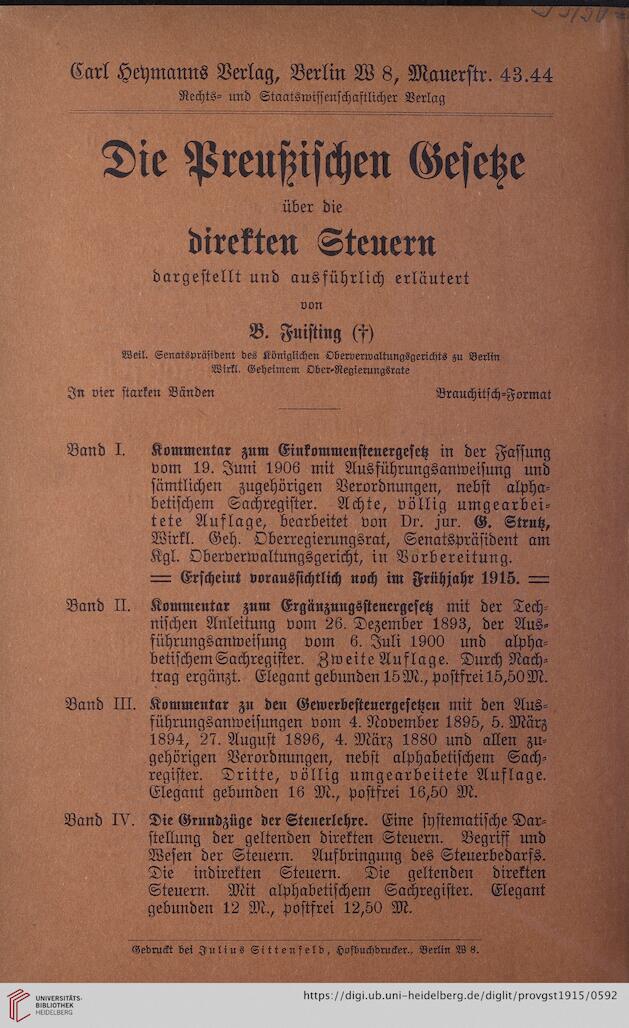 Carl Heymanns Verlag, Berlin W 8, Mauerstr. 43.44
Rechts- und Staatswissenschaftlicher Verlag
Die Preußischen Gesetze
über die
direkten Steuern
dargestellt und ausführlich erläutert
von
B. Fuisting (†)
Weil. Senatspräsident des Königlichen Oberverwaltungsgerichts zu Berlin
Wirkl. Geheimem Ober-Regierungsrate
In vier starken Bänden Brauchitsch-Format
Band I. Kommentar zum Einkommensteuergesetz in der Fassung
vom 19. Juni 1906 mit Ausführungsanweisung und
sämtlichen zugehörigen Verordnungen, nebst alpha-
betischem Sachregister. Achte, völlig umgearbei-
tete Auflage, bearbeitet von Dr. jur. G. Strutz,
Wirkl. Geh. Oberregierungsrat, Senatspräsident am
Kgl. Oberverwaltungsgericht, in Vorbereitung.
== Erscheint voraussichtlich noch im Frühjahr 1915. ==
Band II. Kommentar zum Ergänzungssteuergesetz mit der Tech-
nischen Anleitung vom 26. Dezember 1893, der Aus-
führungsanweisung vom 6. Juli 1900 und alpha-
betischem Sachregister. Zweite Auflage. Durch Nach-
trag ergänzt. Elegant gebunden 15 M., postfrei 15,50 M.
Band III. Kommentar zu den Gewerbesteuergesetzen mit den Aus-
führungsanweisungen vom 4. November 1895, 5. März
1894, 27. August 1896, 4. März 1880 und allen zu-
gehörigen Verordnungen, nebst alphabetischem Sach-
register. Dritte, völlig umgearbeitete Auflage.
Elegant gebunden 16 M., postfrei 16,50 M.
Band IV. Die Grundzüge der Steuerlehre. Eine systematische Dar-
stellung der geltenden direkten Steuern. Begriff und
Wesen der Steuern. Aufbringung des Steuerbedarfs.
Die indirekten Steuern. Die geltenden direkten
Steuern. Mit alphabetischem Sachregister. Elegant
gebunden 12 M., postfrei 12,50 M.
Gedruckt bei Julius Sittenfeld, Hofbuchdrucker., Berlin W 8.
UNIVERSITÄTS-
BIBLIOTHEK
HEIDELBERG
https://digi.ub.uni-heidelberg.de/diglit/provgst1915/0592